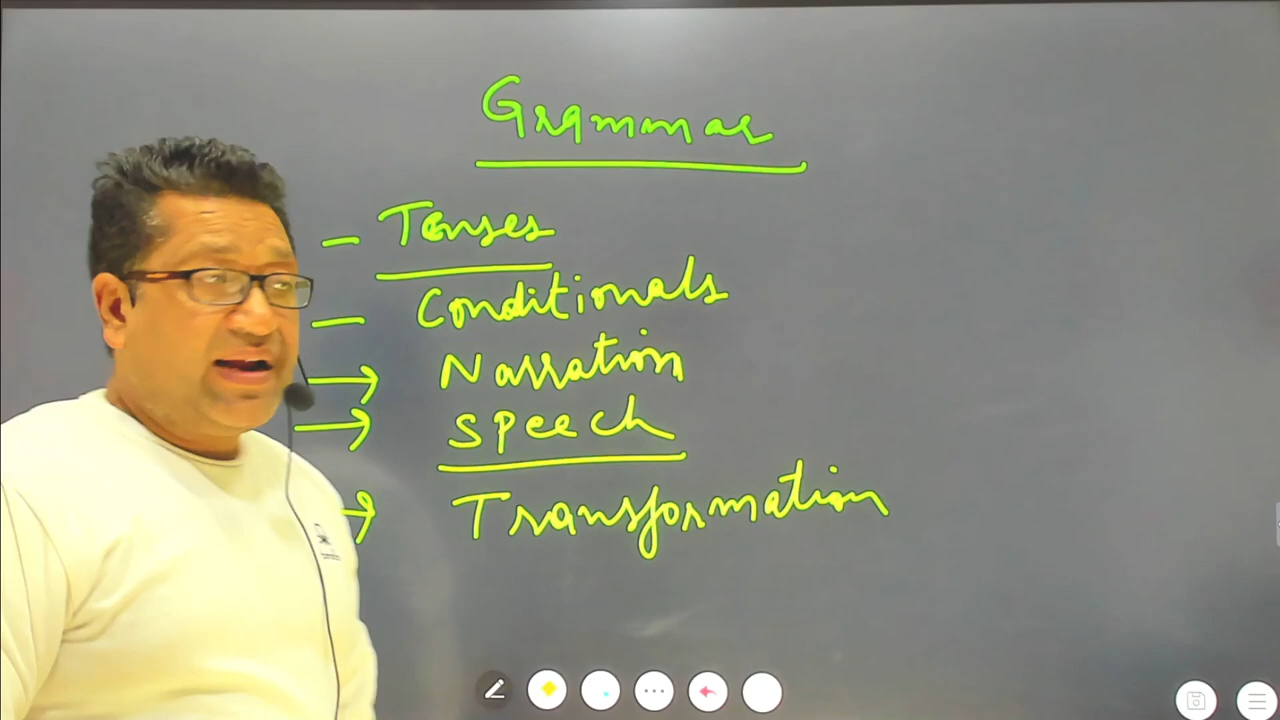 Grammar
- Tenses
- Conditionals
→ Narration
→ Speech
→ Transformation